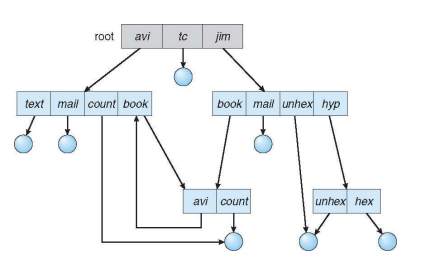 root avi tc jim
text mail count book book mail unhex hyp
avi count unhex hex